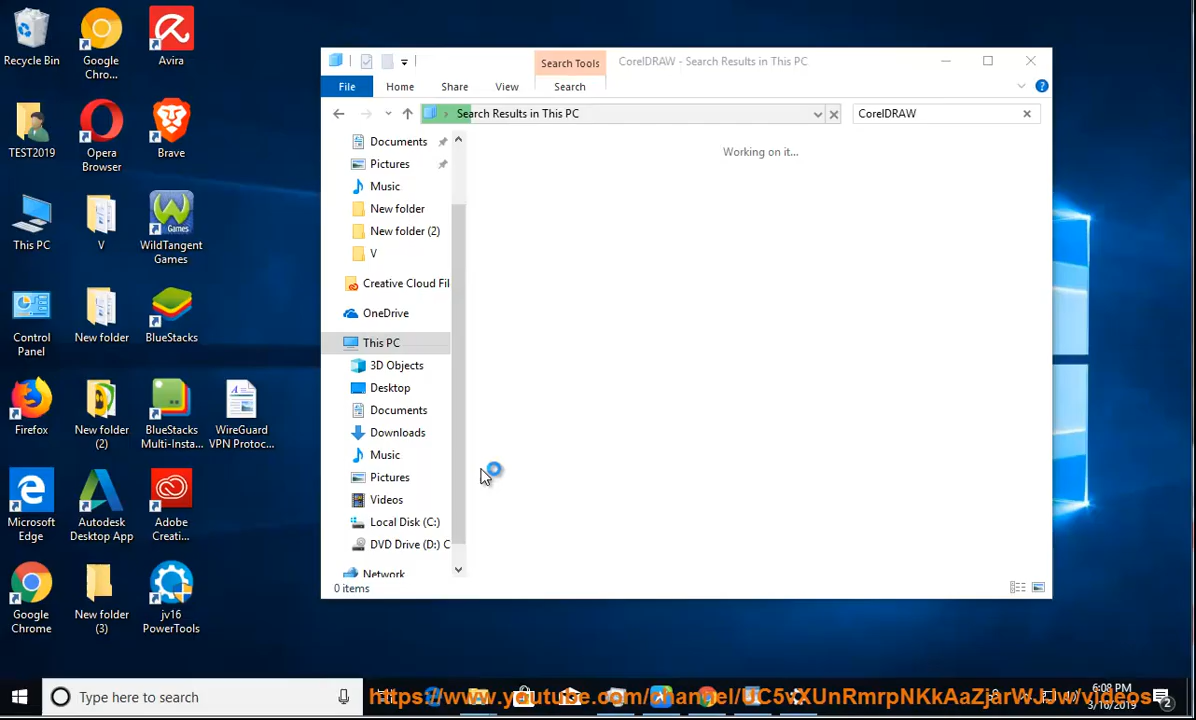 Recycle Bin
Google
Chro...
Avira
TEST2019
Opera
Browser
Brave
This PC
V
WildTangent
Games
Control
Panel
New folder
BlueStacks
Firefox
New folder
(2)
BlueStacks
Multi-Insta...
WireGuard
VPN Protoc...
Microsoft
Edge
Autodesk
Desktop App
Adobe
Creati...
Google
Chrome
New folder
(3)
jv16
PowerTools
Search Tools
CorelDRAW - Search Results in This PC
File
Home
Share
View
Search
Search Results in This PC
CorelDRAW
Documents
Pictures
Music
New folder
New folder (2)
V
Creative Cloud Fil
OneDrive
This PC
3D Objects
Desktop
Documents
Downloads
Music
Pictures
Videos
Local Disk (C:)
DVD Drive (D:) C
Network
Working on it...
0 items
Type here to search
6:08 PM
3/16/2019
2